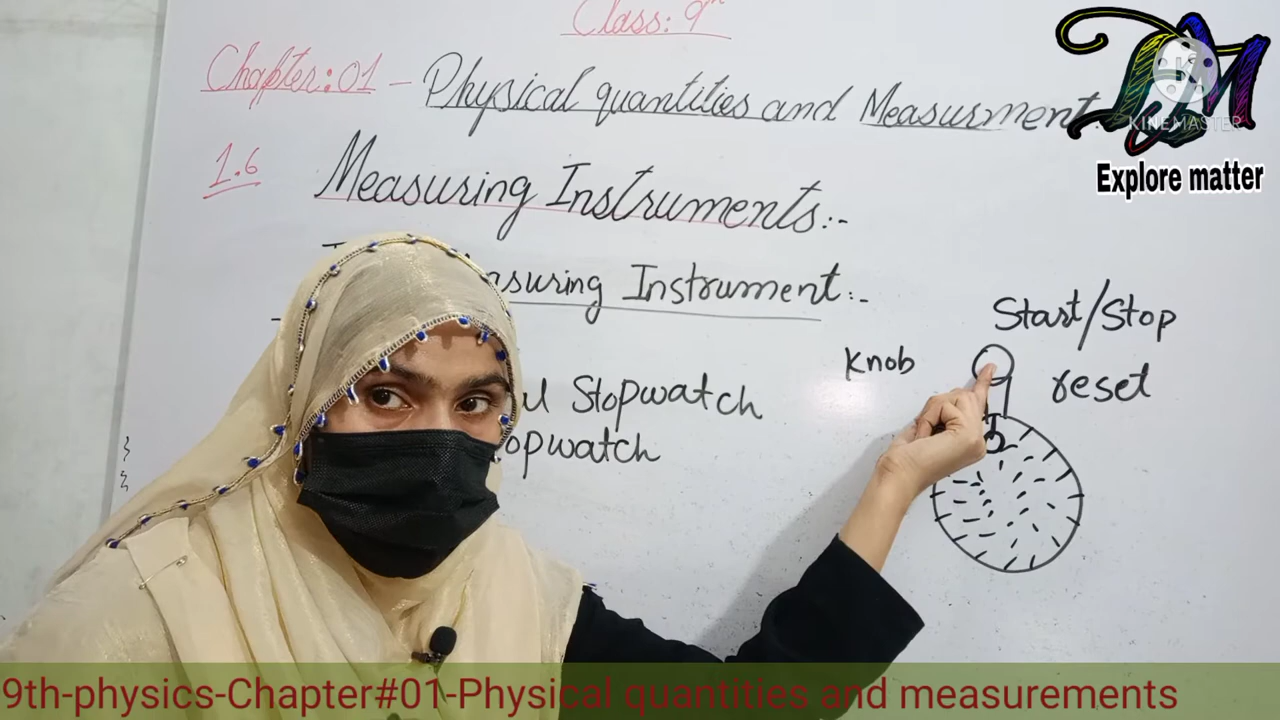 Class: 9th
Chapter: 01 - Physical quantities and Measurment.
1.6
Measuring Instruments:-
Instrument:-
Start/Stop
Knob
reset
Stopwatch
KINEMASTER
Explore matter
9th-physics-Chapter#01-Physical quantities and measurements